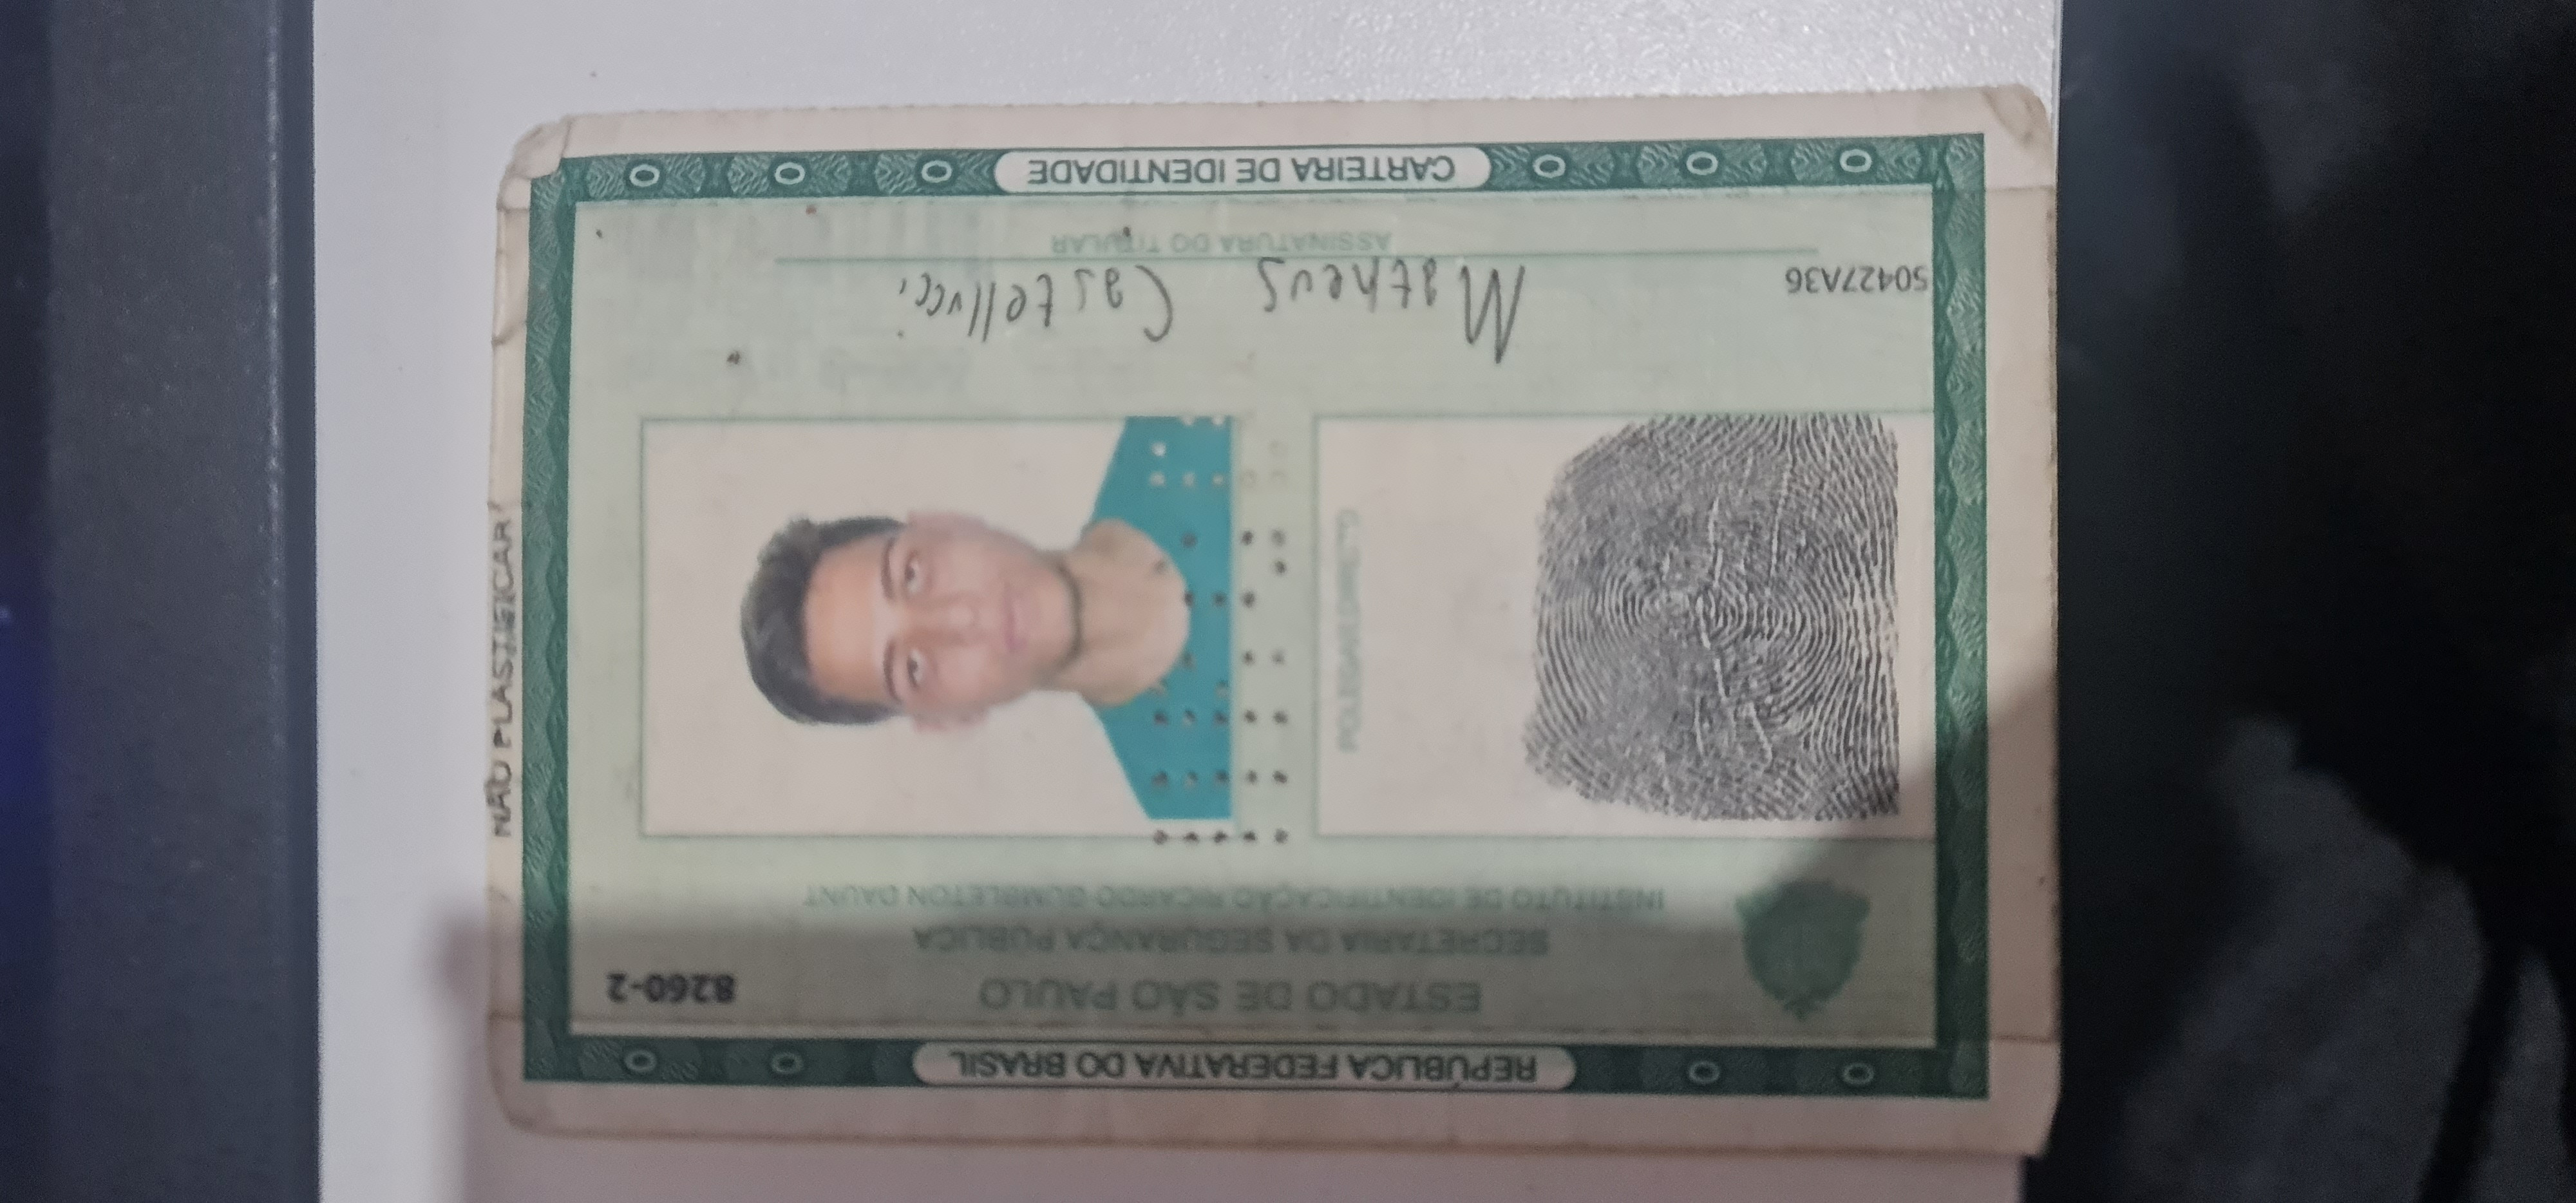 REPÚBLICA FEDERATIVA DO BRASIL
ESTADO DE SÃO PAULO
8260-2
SECRETARIA DA SEGURANÇA PÚBLICA
INSTITUTO DE IDENTIFICAÇÃO RICARDO GUMBLETON DAUNT
POLEGAR DIREITO
NÃO PLASTIFICAR
50427A36
Matheus Castellucci
ASSINATURA DO TITULAR
CARTEIRA DE IDENTIDADE